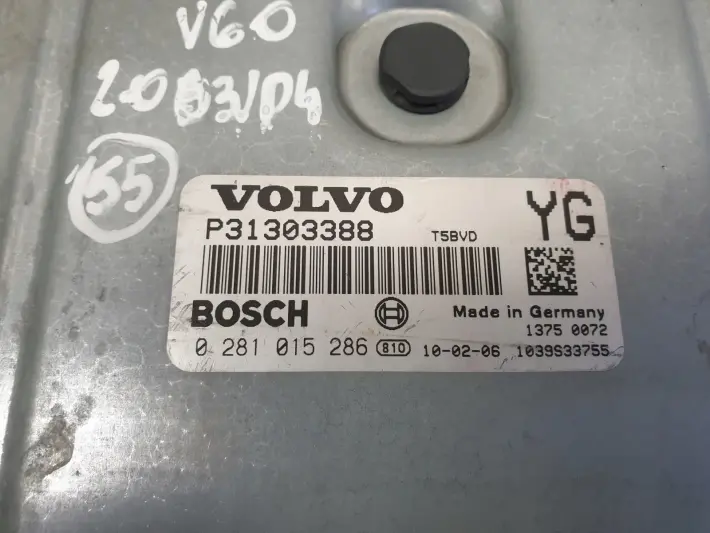 V60
155
VOLVO
YG
P31303388 T5BVD
BOSCH Made in Germany
1375 0072
0 281 015 286 810 10-02-06 1039S33755